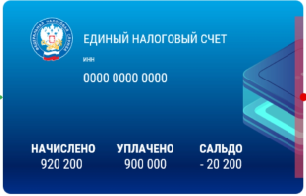 ЕДИНЫЙ НАЛОГОВЫЙ СЧЕТ
ИНН
0000 0000 0000
НАЧИСЛЕНО УПЛАЧЕНО САЛЬДО
920 200 900 000 - 20 200